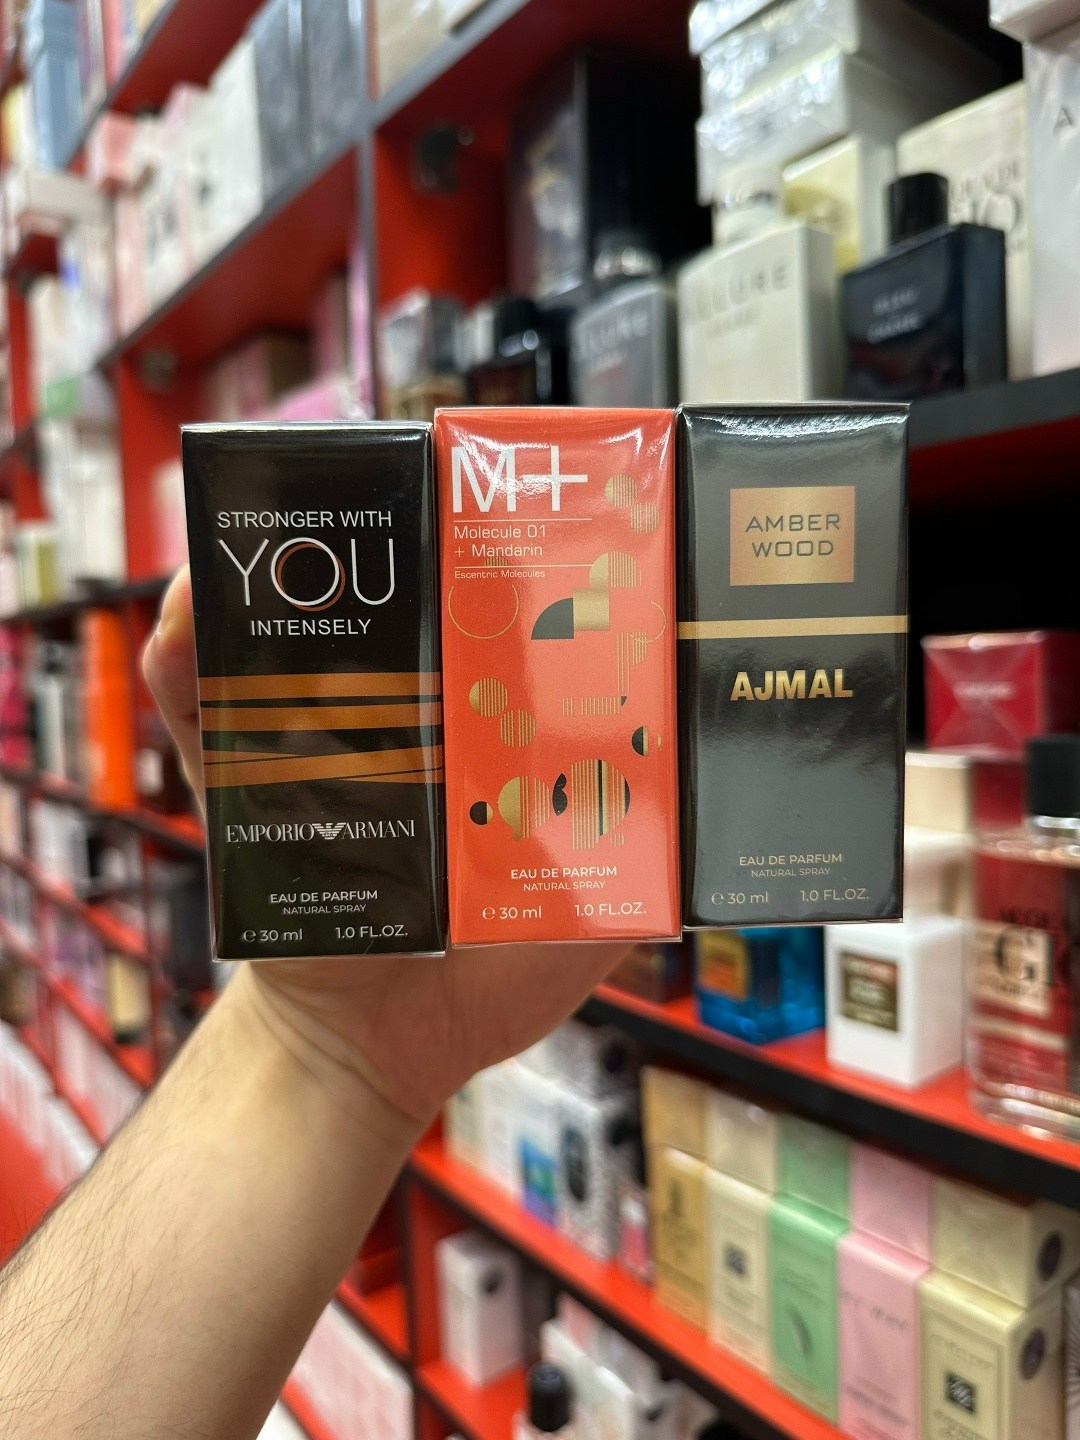 STRONGER WITH
YOU
INTENSELY
EMPORIO ARMANI
EAU DE PARFUM
NATURAL SPRAY
℮ 30 ml 1.0 FL.OZ.
M+
Molecule 01
+ Mandarin
Escentric Molecules
EAU DE PARFUM
NATURAL SPRAY
℮ 30 ml 1.0 FL.OZ.
AMBER
WOOD
AJMAL
EAU DE PARFUM
NATURAL SPRAY
℮ 30 ml 1.0 FL.OZ.
ALLURE